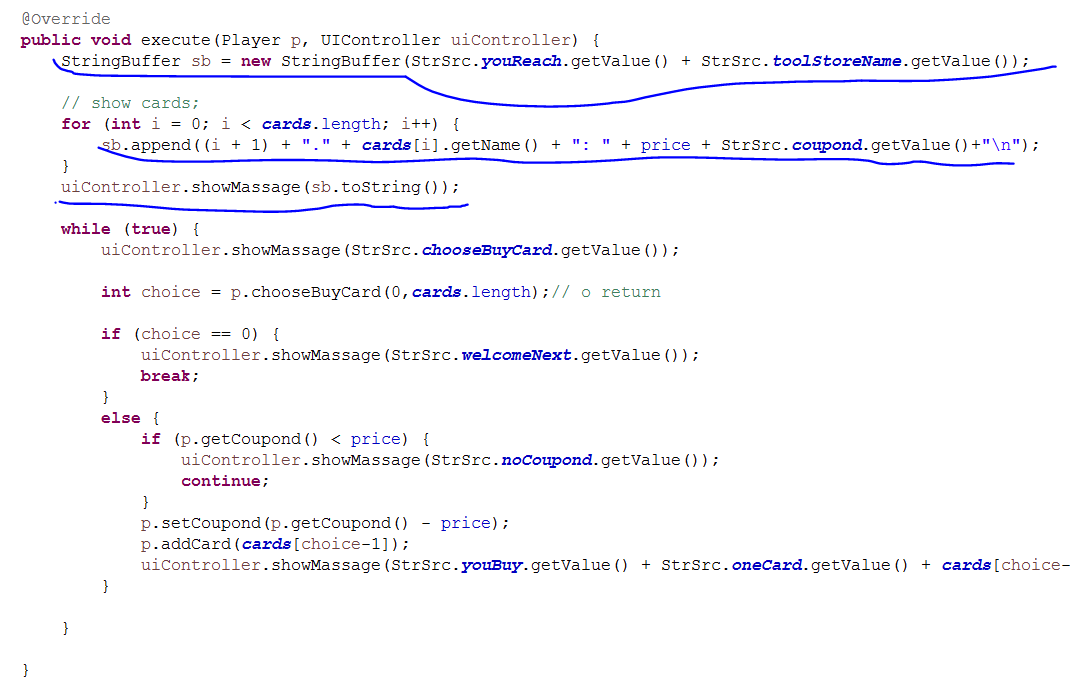 @Override
public void execute(Player p, UIController uiController) {
StringBuffer sb = new StringBuffer(StrSrc.youReach.getValue() + StrSrc.toolStoreName.getValue());
// show cards;
for (int i = 0; i < cards.length; i++) {
sb.append((i + 1) + "." + cards[i].getName() + ": " + price + StrSrc.coupond.getValue()+"\n");
}
uiController.showMassage(sb.toString());
while (true) {
uiController.showMassage(StrSrc.chooseBuyCard.getValue());
int choice = p.chooseBuyCard(0,cards.length);// o return
if (choice == 0) {
uiController.showMassage(StrSrc.welcomeNext.getValue());
break;
}
else {
if (p.getCoupond() < price) {
uiController.showMassage(StrSrc.noCoupond.getValue());
continue;
}
p.setCoupond(p.getCoupond() - price);
p.addCard(cards[choice-1]);
uiController.showMassage(StrSrc.youBuy.getValue() + StrSrc.oneCard.getValue() + cards[choice-
}
}
}